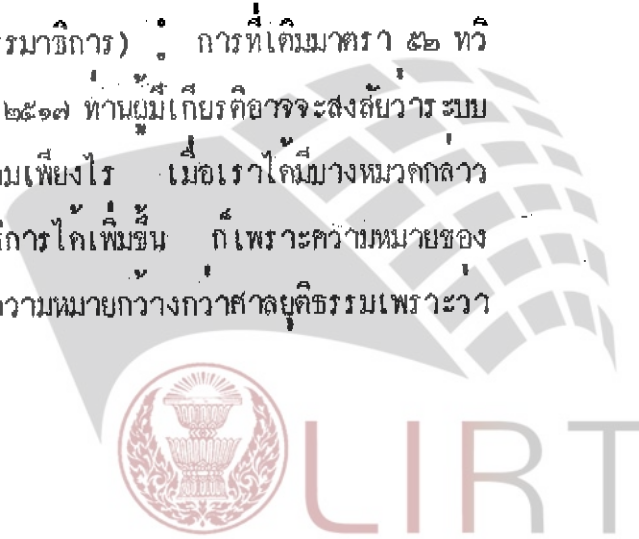 รรมาธิการ) : การที่เติมมาตรา ๕๒ ทวิ
๒๕๑๗ ท่านผู้มีเกียรติอาจจะสงสัยว่าระบบ
มเพียงไร เมื่อเราได้มีบางหมวดกล่าว
ธิการได้เพิ่มขึ้น ก็เพราะความหมายของ
วามหมายกว้างกว่าศาลยุติธรรมเพราะว่า
LIRT